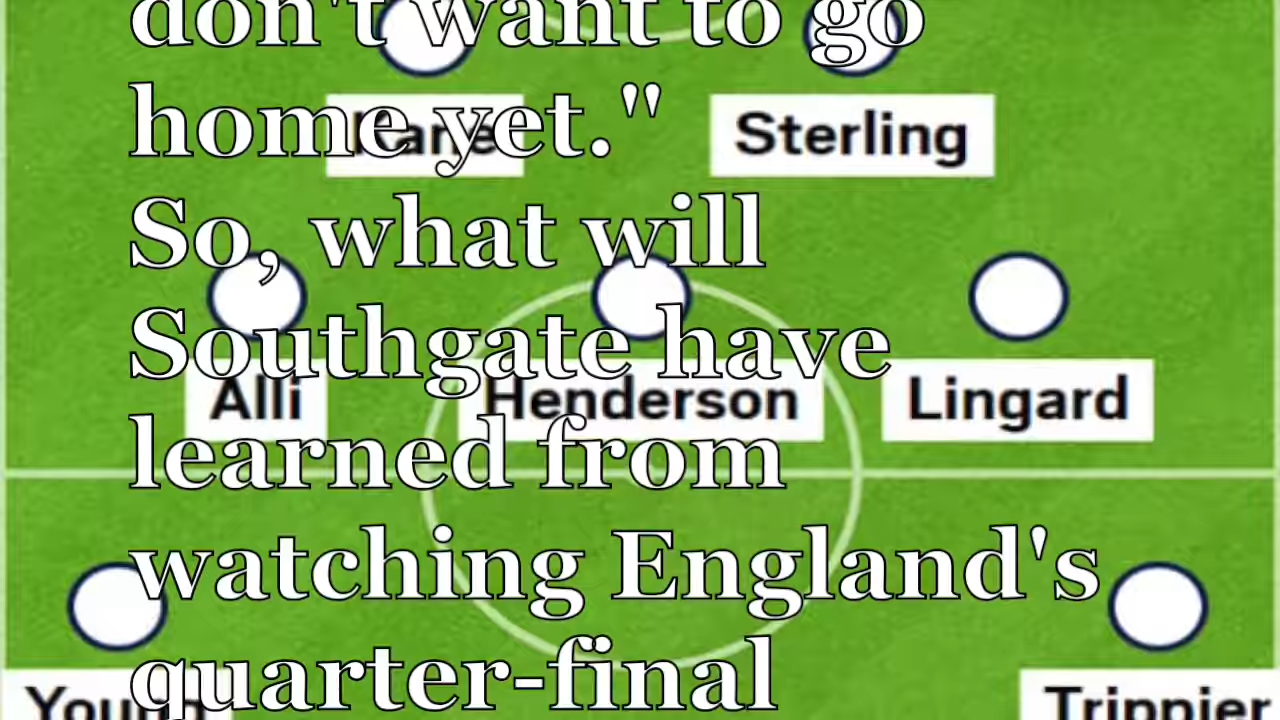 don't want to go
home yet."
So, what will
Southgate have
learned from
watching England's
quarter-final
Kane
Sterling
Alli
Henderson
Lingard
Young
Trippier